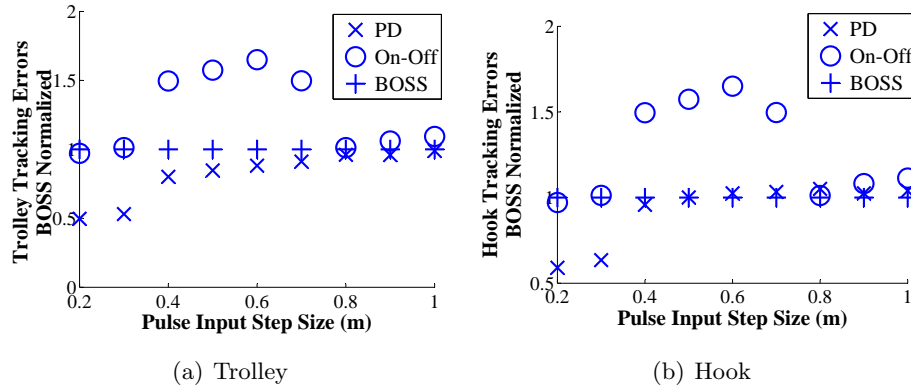 Trolley Tracking Errors
BOSS Normalized
2
1.5
1
0.5
0
0.2
0.4
0.6
0.8
1
Pulse Input Step Size (m)
PD
On-Off
BOSS
(a) Trolley
Hook Tracking Errors
BOSS Normalized
2
1.5
1
0.5
0.2
0.4
0.6
0.8
1
Pulse Input Step Size (m)
PD
On-Off
BOSS
(b) Hook